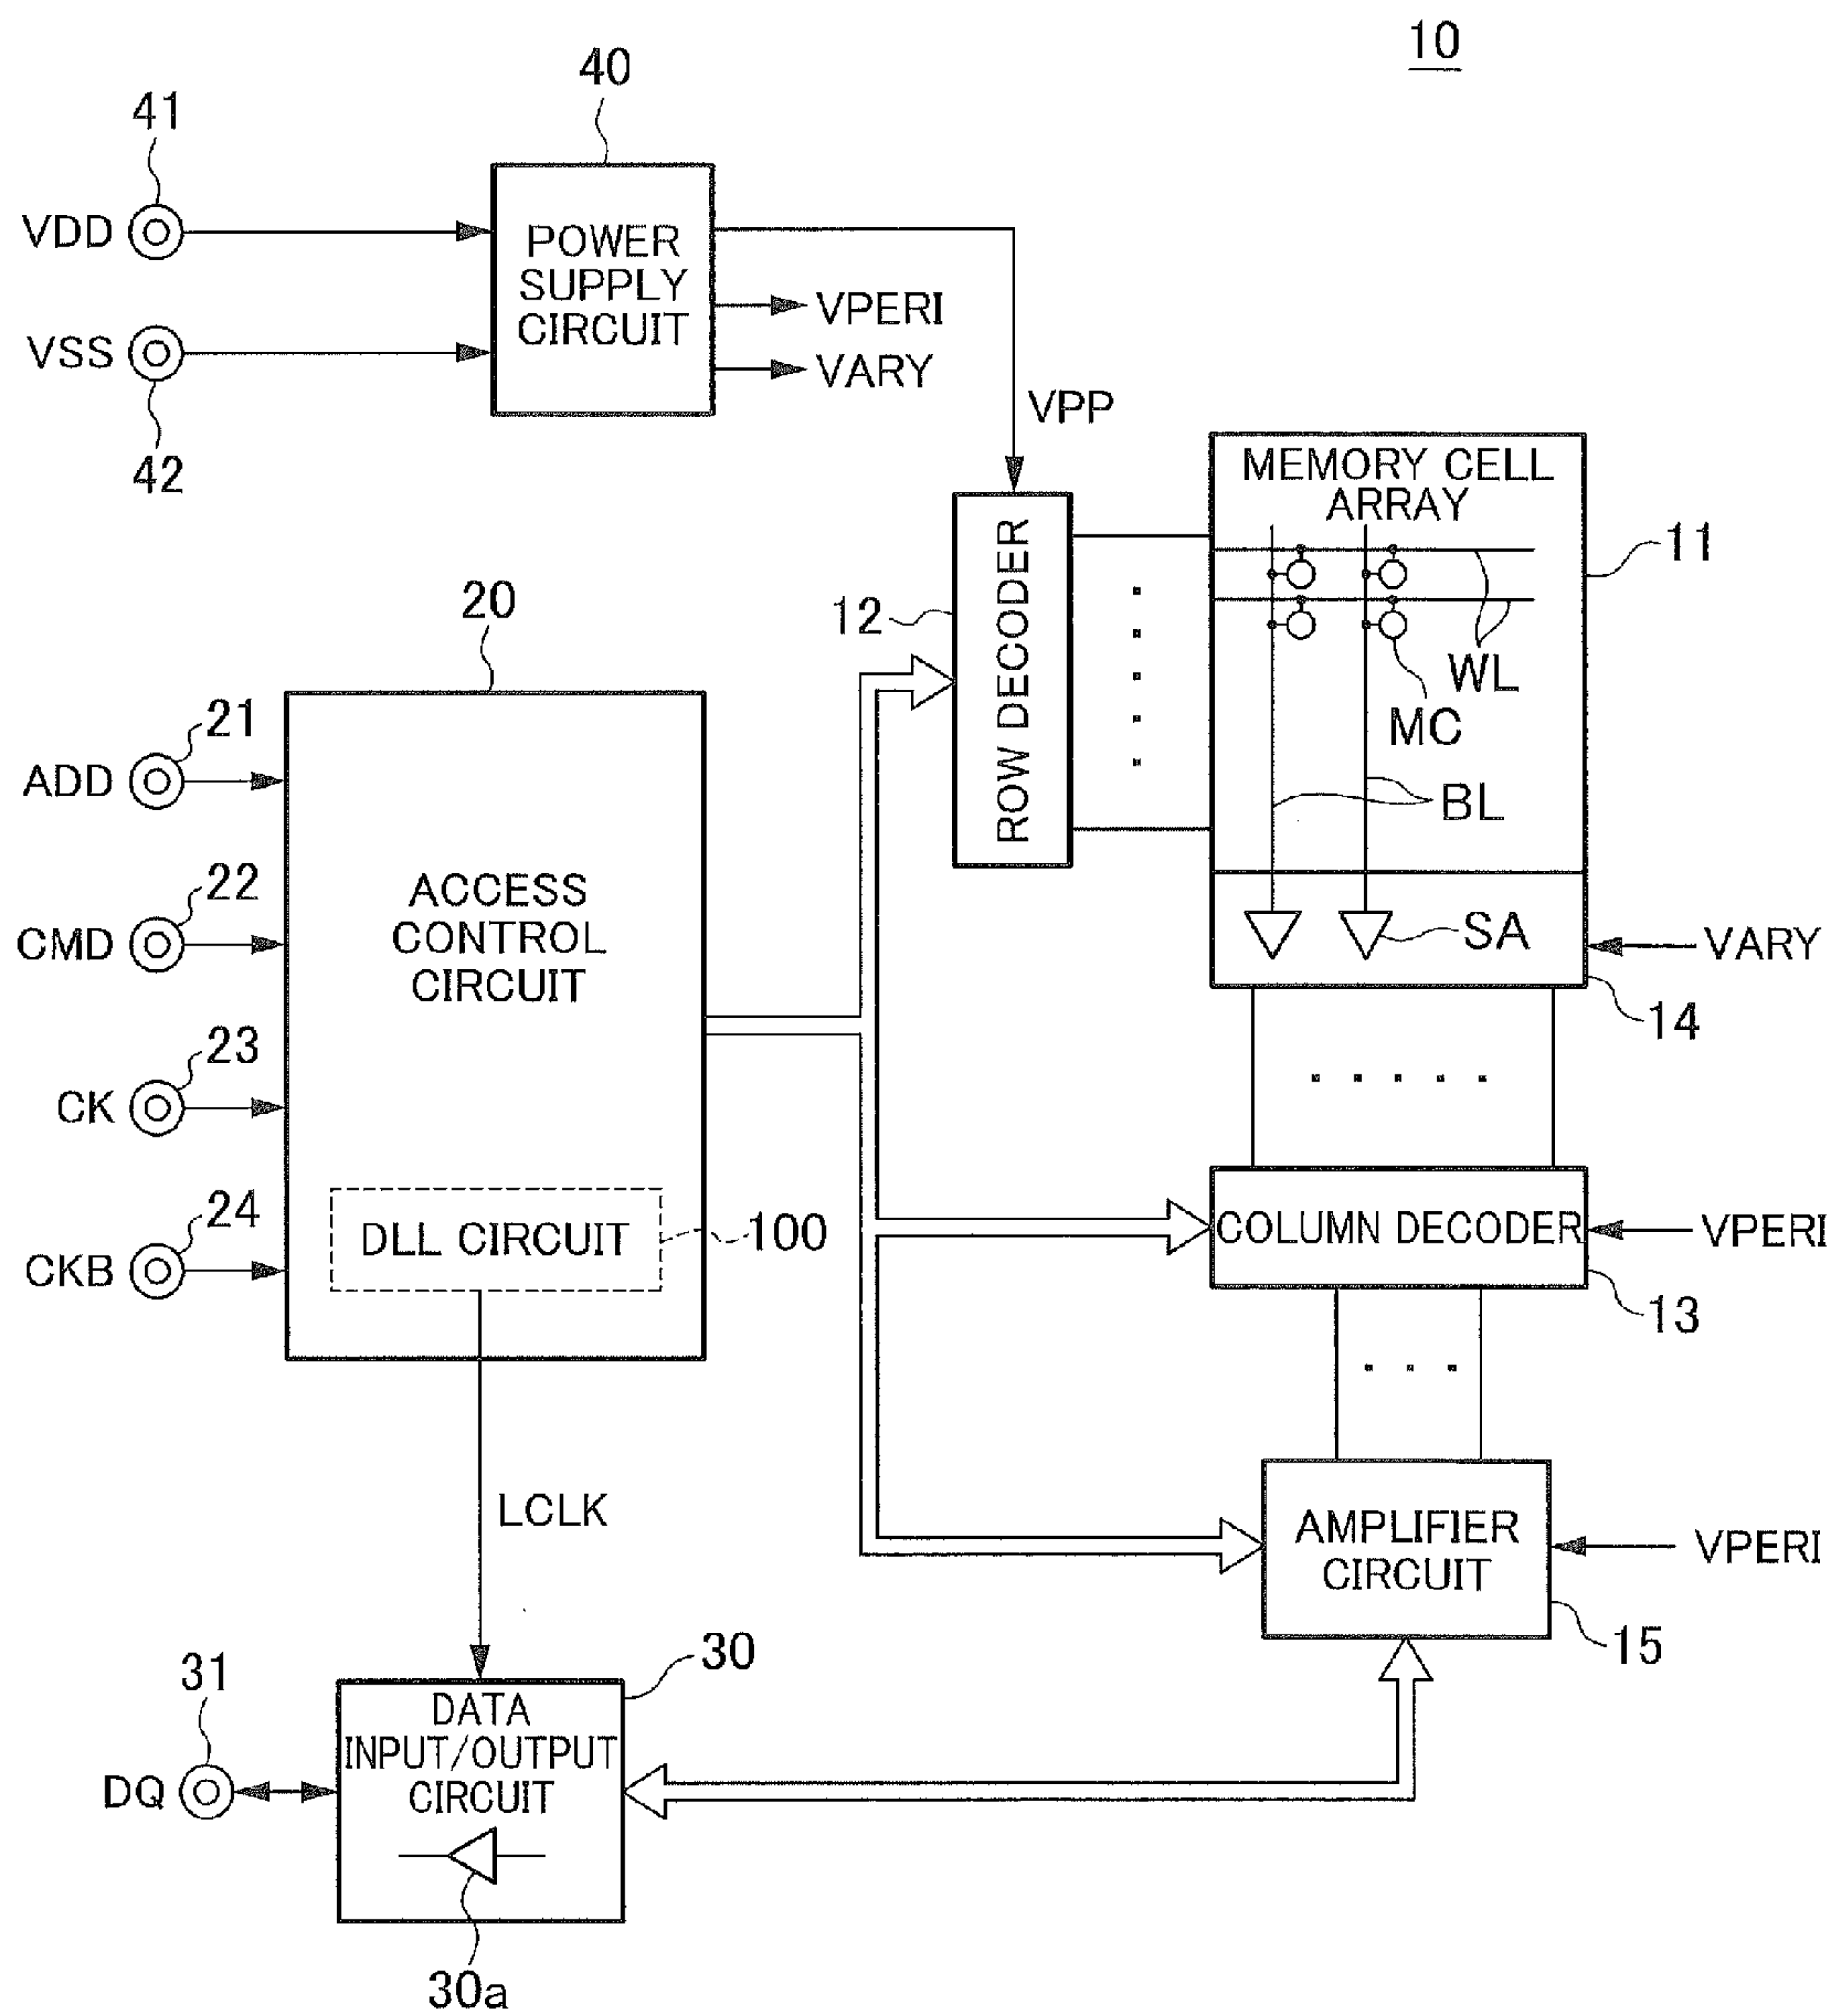 10
40
41
VDD
POWER
SUPPLY
CIRCUIT
VPERI
VSS
VARY
42
VPP
MEMORY CELL
ARRAY
11
12
ROW DECODER
WL
MC
BL
SA
VARY
14
20
21
ADD
22
CMD
ACCESS
CONTROL
CIRCUIT
23
CK
24
CKB
DLL CIRCUIT
100
COLUMN DECODER
VPERI
13
LCLK
AMPLIFIER
CIRCUIT
VPERI
15
30
31
DATA
INPUT/OUTPUT
CIRCUIT
DQ
30a